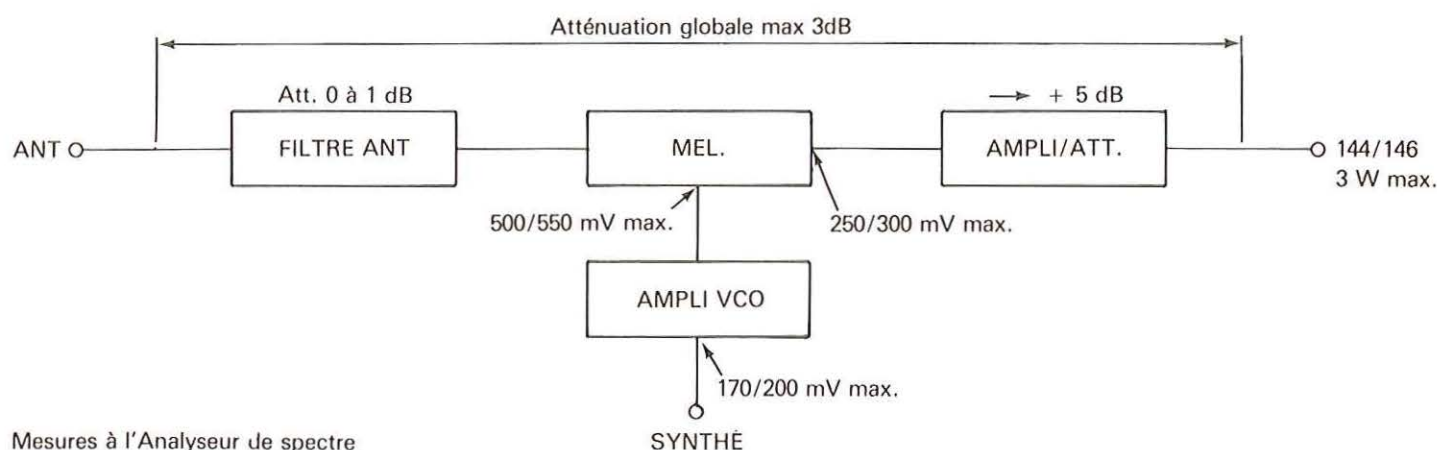 Atténuation globale max 3dB
Att. 0 à 1 dB
→ + 5 dB
ANT
FILTRE ANT
MEL.
AMPLI/ATT.
144/146
3 W max.
500/550 mV max.
250/300 mV max.
AMPLI VCO
170/200 mV max.
Mesures à l'Analyseur de spectre
SYNTHÈ